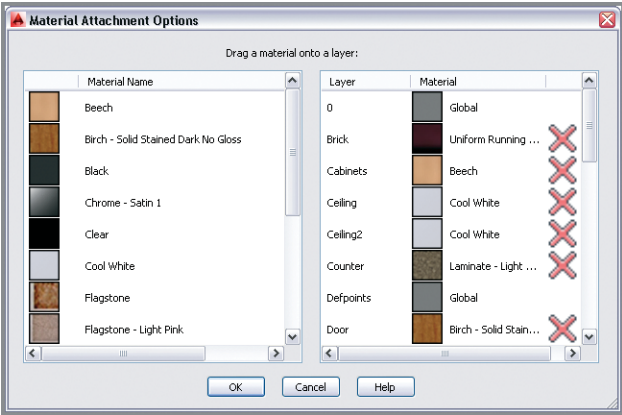 Material Attachment Options
Drag a material onto a layer:
Material Name
Beech
Birch - Solid Stained Dark No Gloss
Black
Chrome - Satin 1
Clear
Cool White
Flagstone
Flagstone - Light Pink
Layer Material
0 Global
Brick Uniform Running ...
Cabinets Beech
Ceiling Cool White
Ceiling2 Cool White
Counter Laminate - Light ...
Defpoints Global
Door Birch - Solid Stain...
OK Cancel Help